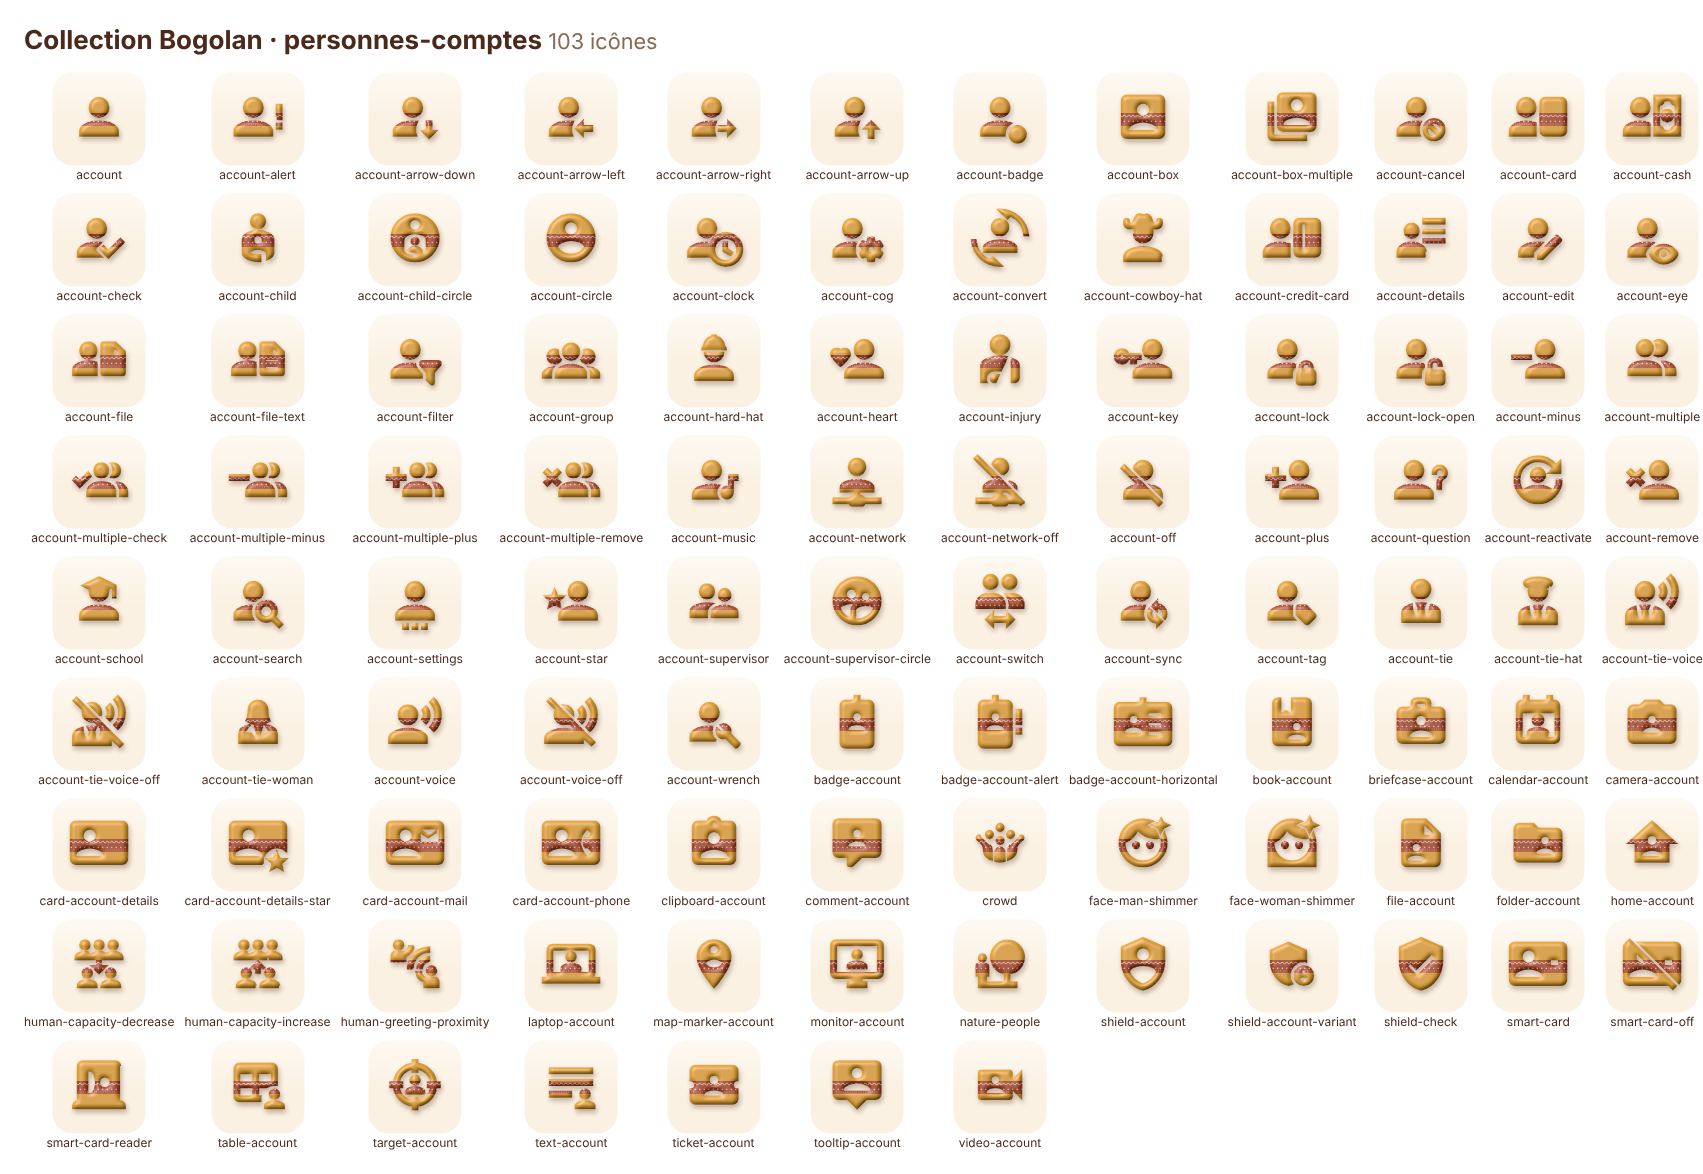 Collection Bogolan · personnes-comptes 103 icônes
account account-alert account-arrow-down account-arrow-left account-arrow-right account-arrow-up account-badge account-box account-box-multiple account-cancel account-card account-cash
account-check account-child account-child-circle account-circle account-clock account-cog account-convert account-cowboy-hat account-credit-card account-details account-edit account-eye
account-file account-file-text account-filter account-group account-hard-hat account-heart account-injury account-key account-lock account-lock-open account-minus account-multiple
account-multiple-check account-multiple-minus account-multiple-plus account-multiple-remove account-music account-network account-network-off account-off account-plus account-question account-reactivate account-remove
account-school account-search account-settings account-star account-supervisor account-supervisor-circle account-switch account-sync account-tag account-tie account-tie-hat account-tie-voice
account-tie-voice-off account-tie-woman account-voice account-voice-off account-wrench badge-account badge-account-alert badge-account-horizontal book-account briefcase-account calendar-account camera-account
card-account-details card-account-details-star card-account-mail card-account-phone clipboard-account comment-account crowd face-man-shimmer face-woman-shimmer file-account folder-account home-account
human-capacity-decrease human-capacity-increase human-greeting-proximity laptop-account map-marker-account monitor-account nature-people shield-account shield-account-variant shield-check smart-card smart-card-off
smart-card-reader table-account target-account text-account ticket-account tooltip-account video-account